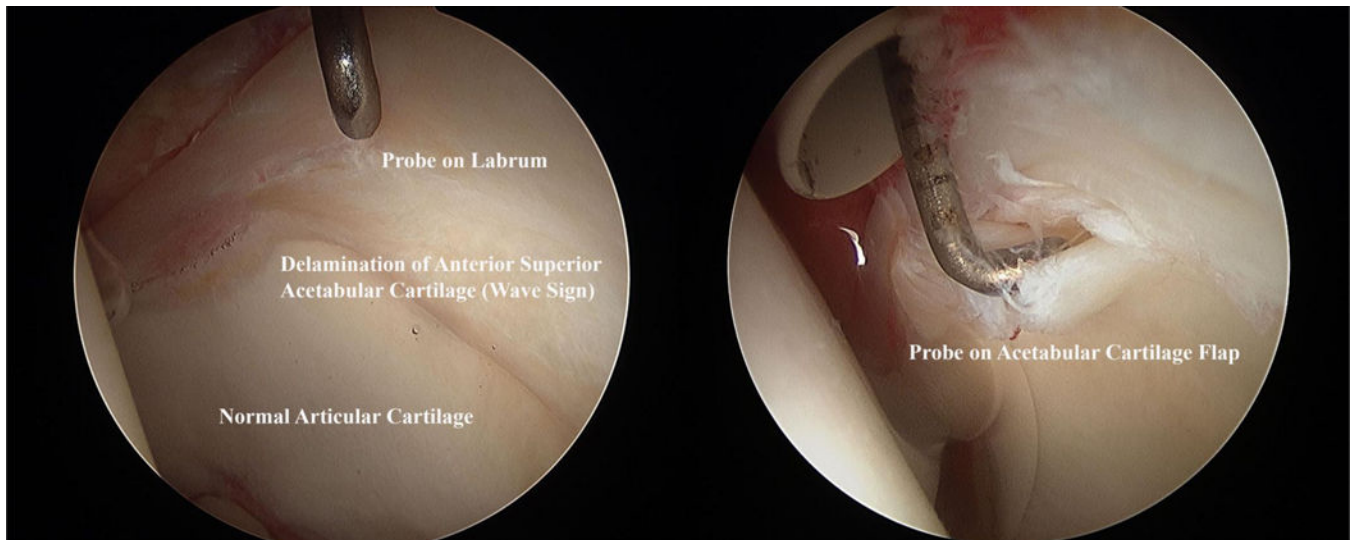 Probe on Labrum
Delamination of Anterior Superior
Acetabular Cartilage (Wave Sign)
Normal Articular Cartilage
Probe on Acetabular Cartilage Flap